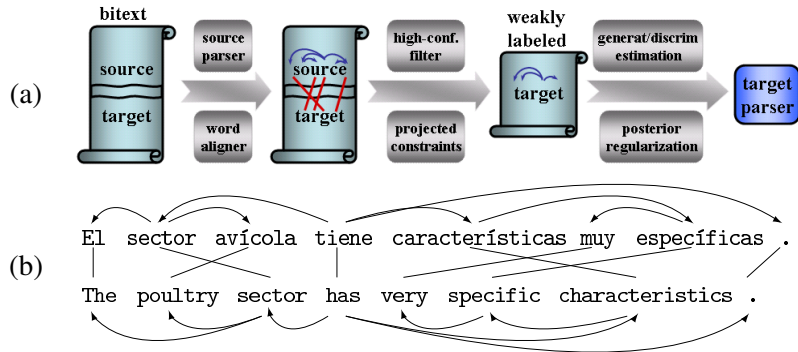 (a)
bitext
source
target
source
parser
word
aligner
source
target
high-conf.
filter
projected
constraints
weakly
labeled
target
generat/discrim
estimation
posterior
regularization
target
parser
(b)
El sector avícola tiene características muy específicas .
The poultry sector has very specific characteristics .